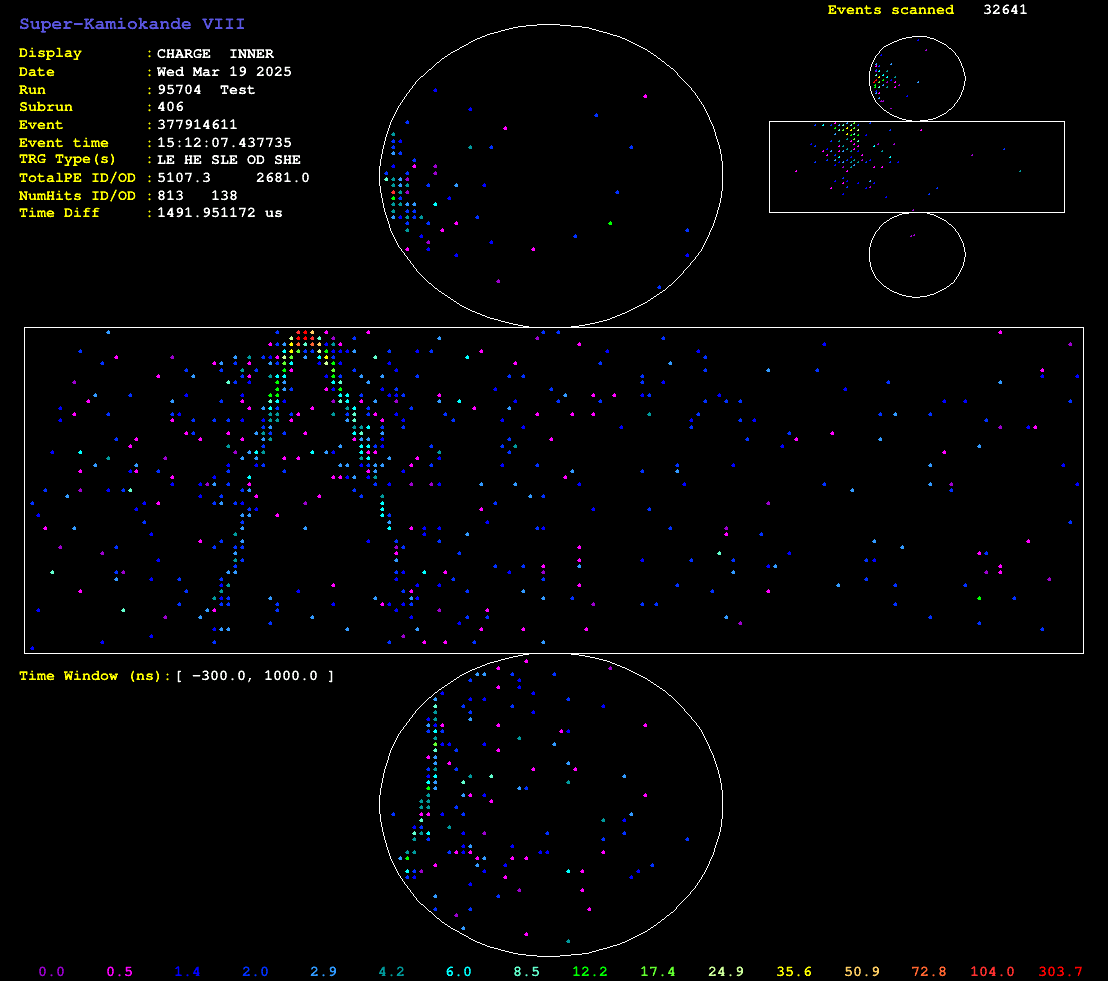 Super-Kamiokande VIII
Events scanned 32641
Display : CHARGE INNER
Date : Wed Mar 19 2025
Run : 95704 Test
Subrun : 406
Event : 377914611
Event time : 15:12:07.437735
TRG Type(s) : LE HE SLE OD SHE
TotalPE ID/OD : 5107.3 2681.0
NumHits ID/OD : 813 138
Time Diff : 1491.951172 us
Time Window (ns): [ -300.0, 1000.0 ]
0.0 0.5 1.4 2.0 2.9 4.2 6.0 8.5 12.2 17.4 24.9 35.6 50.9 72.8 104.0 303.7